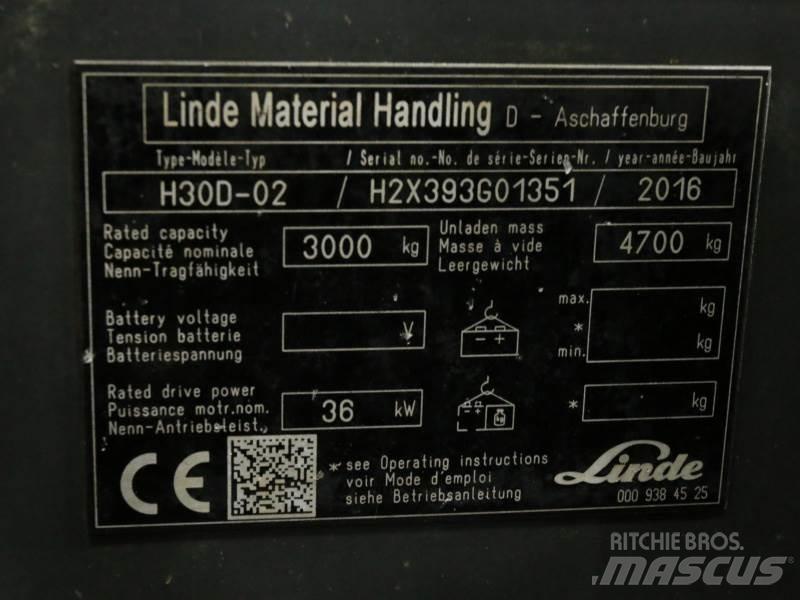 Linde Material Handling D - Aschaffenburg
Type-Modèle-Typ / Serial no.-No. de série-Serien-Nr. / year-année-Baujahr
H30D-02 / H2X393G01351 / 2016
Rated capacity
Capacité nominale
Nenn-Tragfähigkeit
3000 kg
Unladen mass
Masse à vide
Leergewicht
4700 kg
Battery voltage
Tension batterie
Batteriespannung
V
max. kg
*
min. kg
Rated drive power
Puissance motr.nom.
Nenn-Antriebsleist.
36 kW
* kg
CE
* see Operating instructions
voir Mode d'emploi
siehe Betriebsanleitung
Linde
000 938 45 25
RITCHIE BROS.
MASCUS